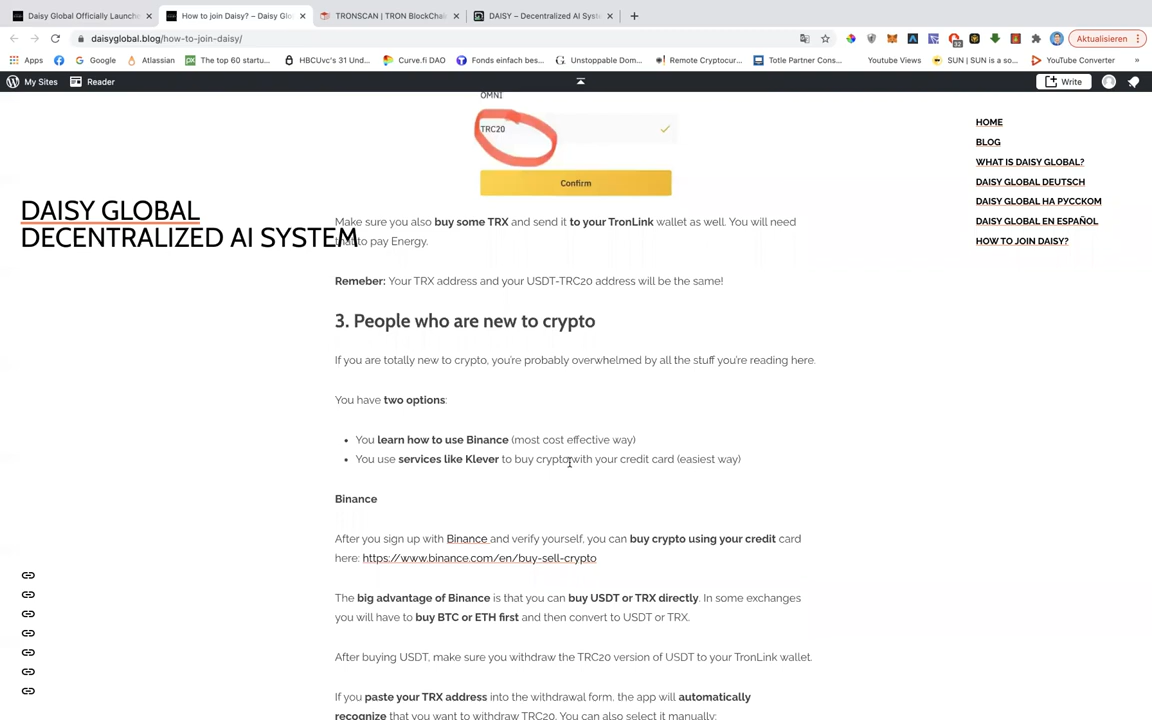 Daisy Global Officially Launch
How to join Daisy? – Daisy Glo
TRONSCAN | TRON BlockChai
DAISY – Decentralized AI Syst
daisyglobal.blog/how-to-join-daisy/
Aktualisieren
Apps
Google
Atlassian
The top 60 startu...
HBCUvc's 31 Und...
Curve.fi DAO
Fonds einfach bes...
Unstoppable Dom...
Remote Cryptocur...
Totle Partner Cons...
Youtube Views
SUN | SUN is a so...
YouTube Converter
»
My Sites
Reader
Write
OMNI
TRC20
Confirm
HOME
BLOG
WHAT IS DAISY GLOBAL?
DAISY GLOBAL DEUTSCH
DAISY GLOBAL НА РУССКОМ
DAISY GLOBAL EN ESPAÑOL
HOW TO JOIN DAISY?
DAISY GLOBAL
DECENTRALIZED AI SYSTEM
Make sure you also buy some TRX and send it to your TronLink wallet as well. You will need
that to pay Energy.
Remeber: Your TRX address and your USDT-TRC20 address will be the same!
3. People who are new to crypto
If you are totally new to crypto, you're probably overwhelmed by all the stuff you're reading here.
You have two options:
You learn how to use Binance (most cost effective way)
You use services like Klever to buy crypto with your credit card (easiest way)
Binance
After you sign up with Binance and verify yourself, you can buy crypto using your credit card
here: https://www.binance.com/en/buy-sell-crypto
The big advantage of Binance is that you can buy USDT or TRX directly. In some exchanges
you will have to buy BTC or ETH first and then convert to USDT or TRX.
After buying USDT, make sure you withdraw the TRC20 version of USDT to your TronLink wallet.
If you paste your TRX address into the withdrawal form, the app will automatically
recognize that you want to withdraw TRC20. You can also select it manually: